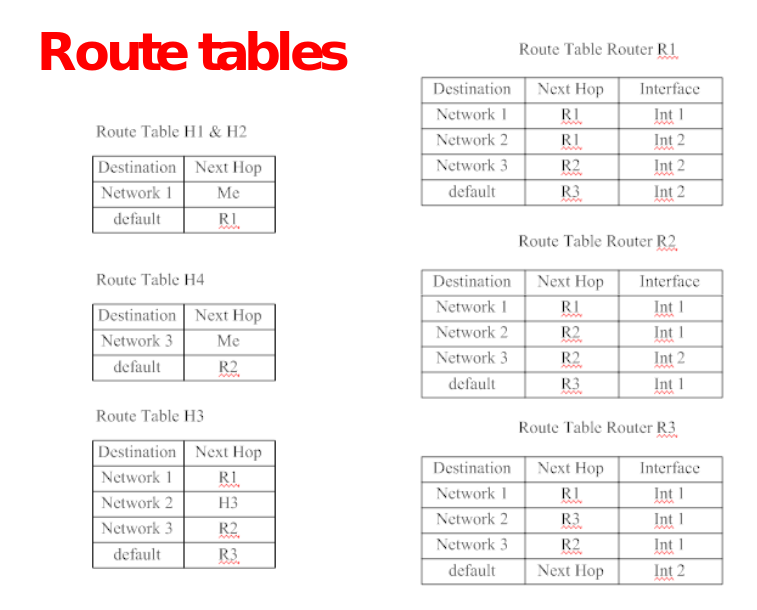 Route tables
Route Table H1 & H2
Destination Next Hop
Network 1 Me
default R1
Route Table H4
Destination Next Hop
Network 3 Me
default R2
Route Table H3
Destination Next Hop
Network 1 R1
Network 2 H3
Network 3 R2
default R3
Route Table Router R1
Destination Next Hop Interface
Network 1 R1 Int 1
Network 2 R1 Int 2
Network 3 R2 Int 2
default R3 Int 2
Route Table Router R2
Destination Next Hop Interface
Network 1 R1 Int 1
Network 2 R2 Int 1
Network 3 R2 Int 2
default R3 Int 1
Route Table Router R3
Destination Next Hop Interface
Network 1 R1 Int 1
Network 2 R3 Int 1
Network 3 R2 Int 1
default Next Hop Int 2